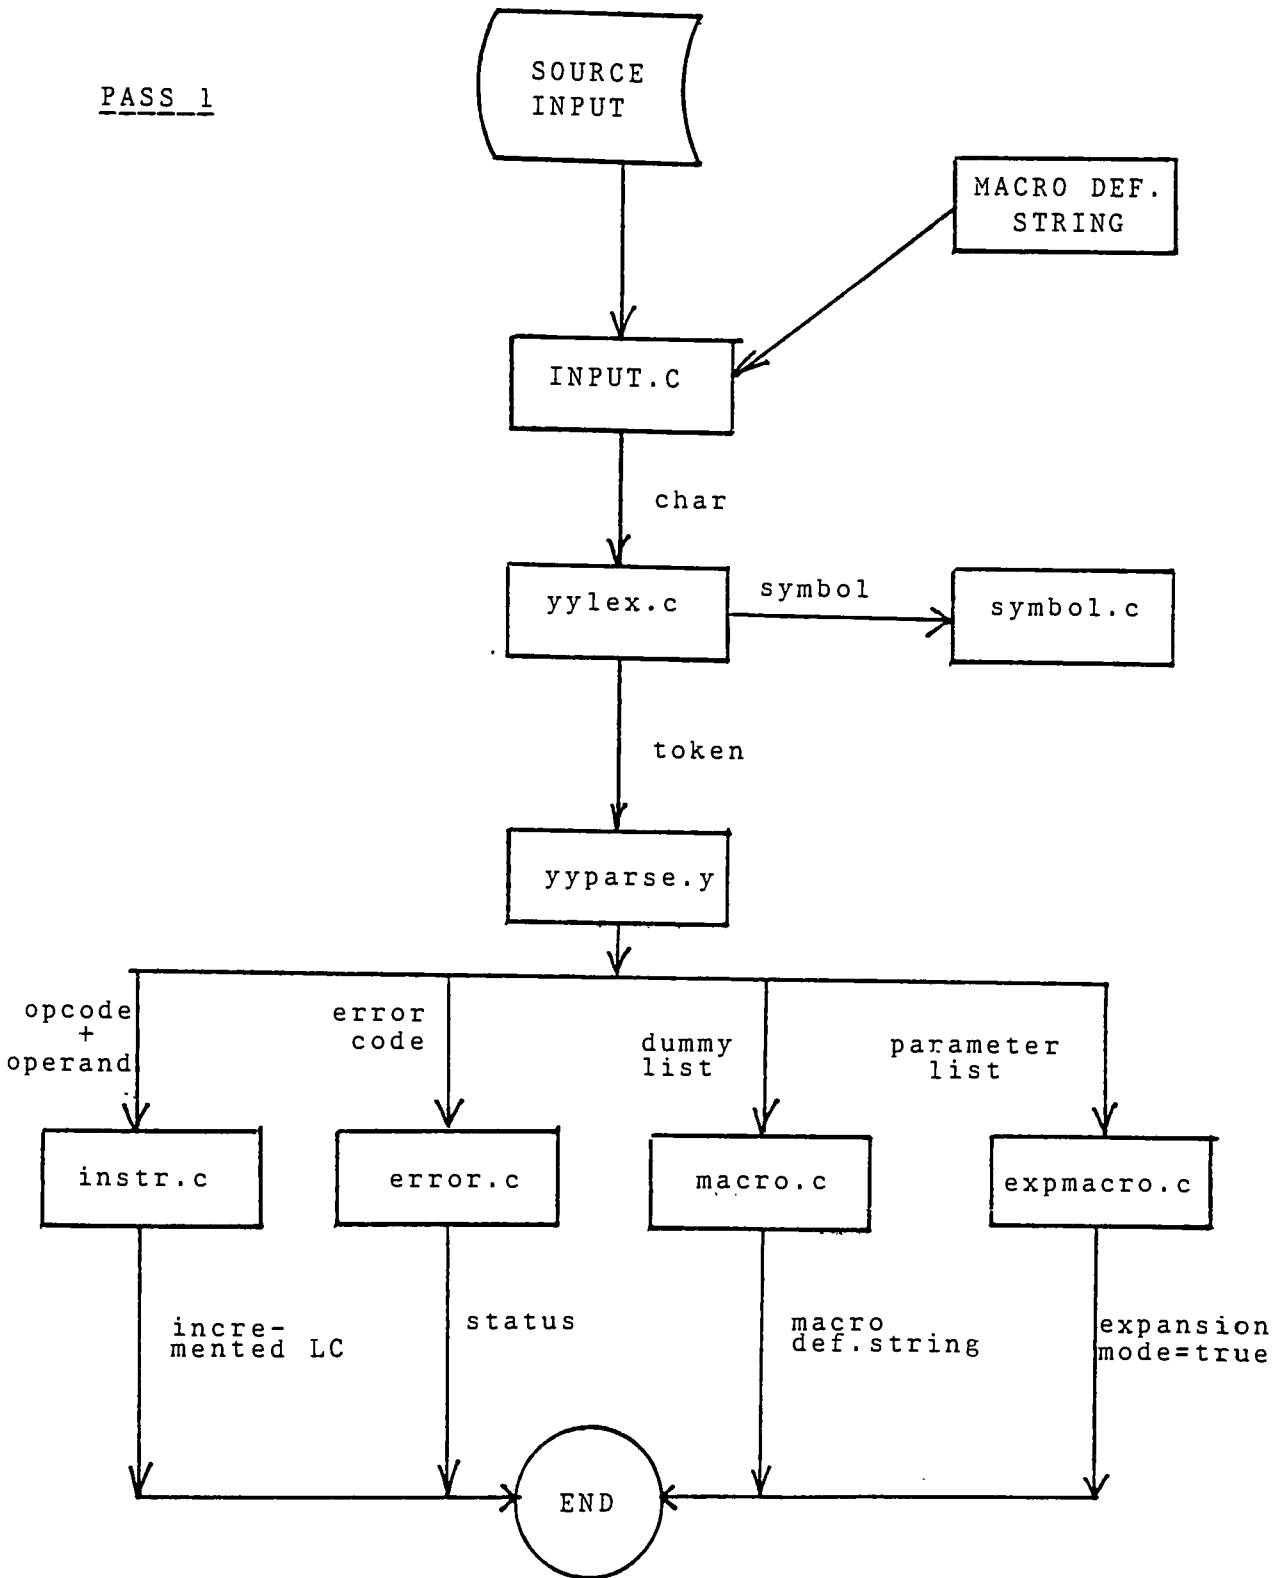 PASS 1
SOURCE
INPUT
MACRO DEF.
STRING
INPUT.C
char
yylex.c
symbol
symbol.c
token
yyparse.y
opcode
+
operand
error
code
dummy
list
parameter
list
instr.c
error.c
macro.c
expmacro.c
incre-
mented LC
status
macro
def.string
expansion
mode=true
END